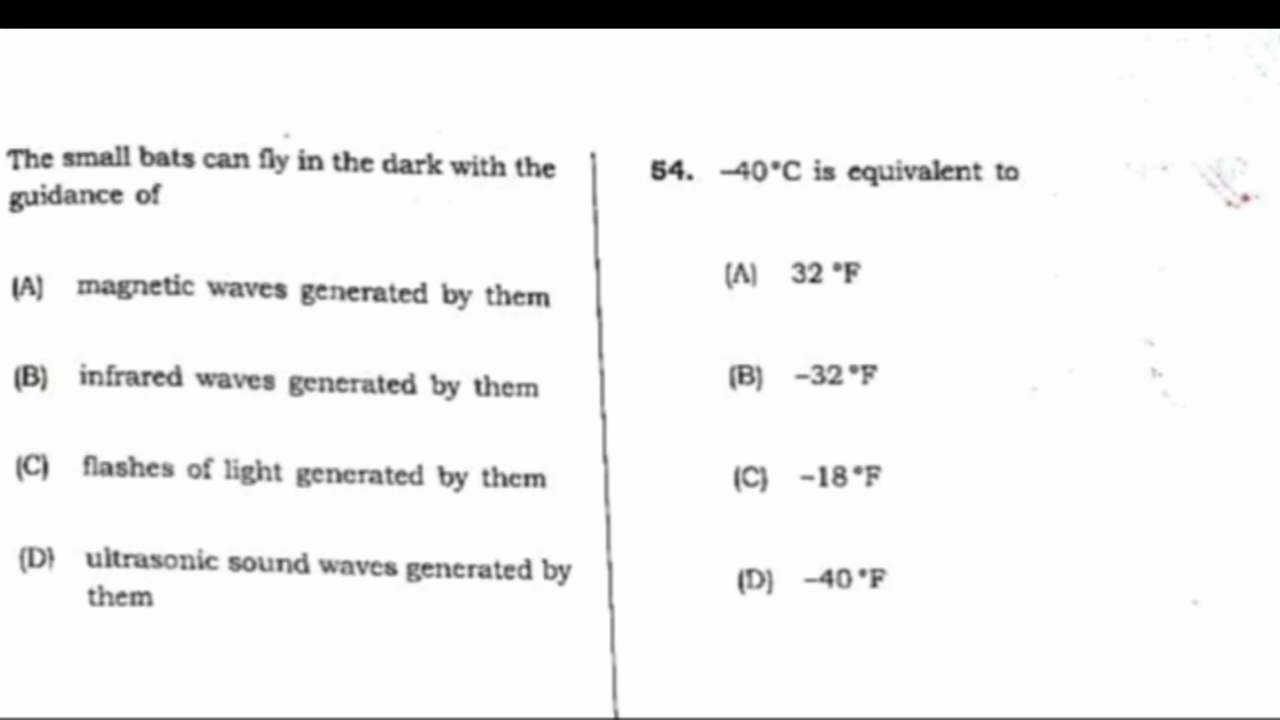 The small bats can fly in the dark with the
guidance of
(A) magnetic waves generated by them
(B) infrared waves generated by them
(C) flashes of light generated by them
(D) ultrasonic sound waves generated by
them
54. –40°C is equivalent to
(A) 32 °F
(B) –32 °F
(C) –18 °F
(D) –40 °F